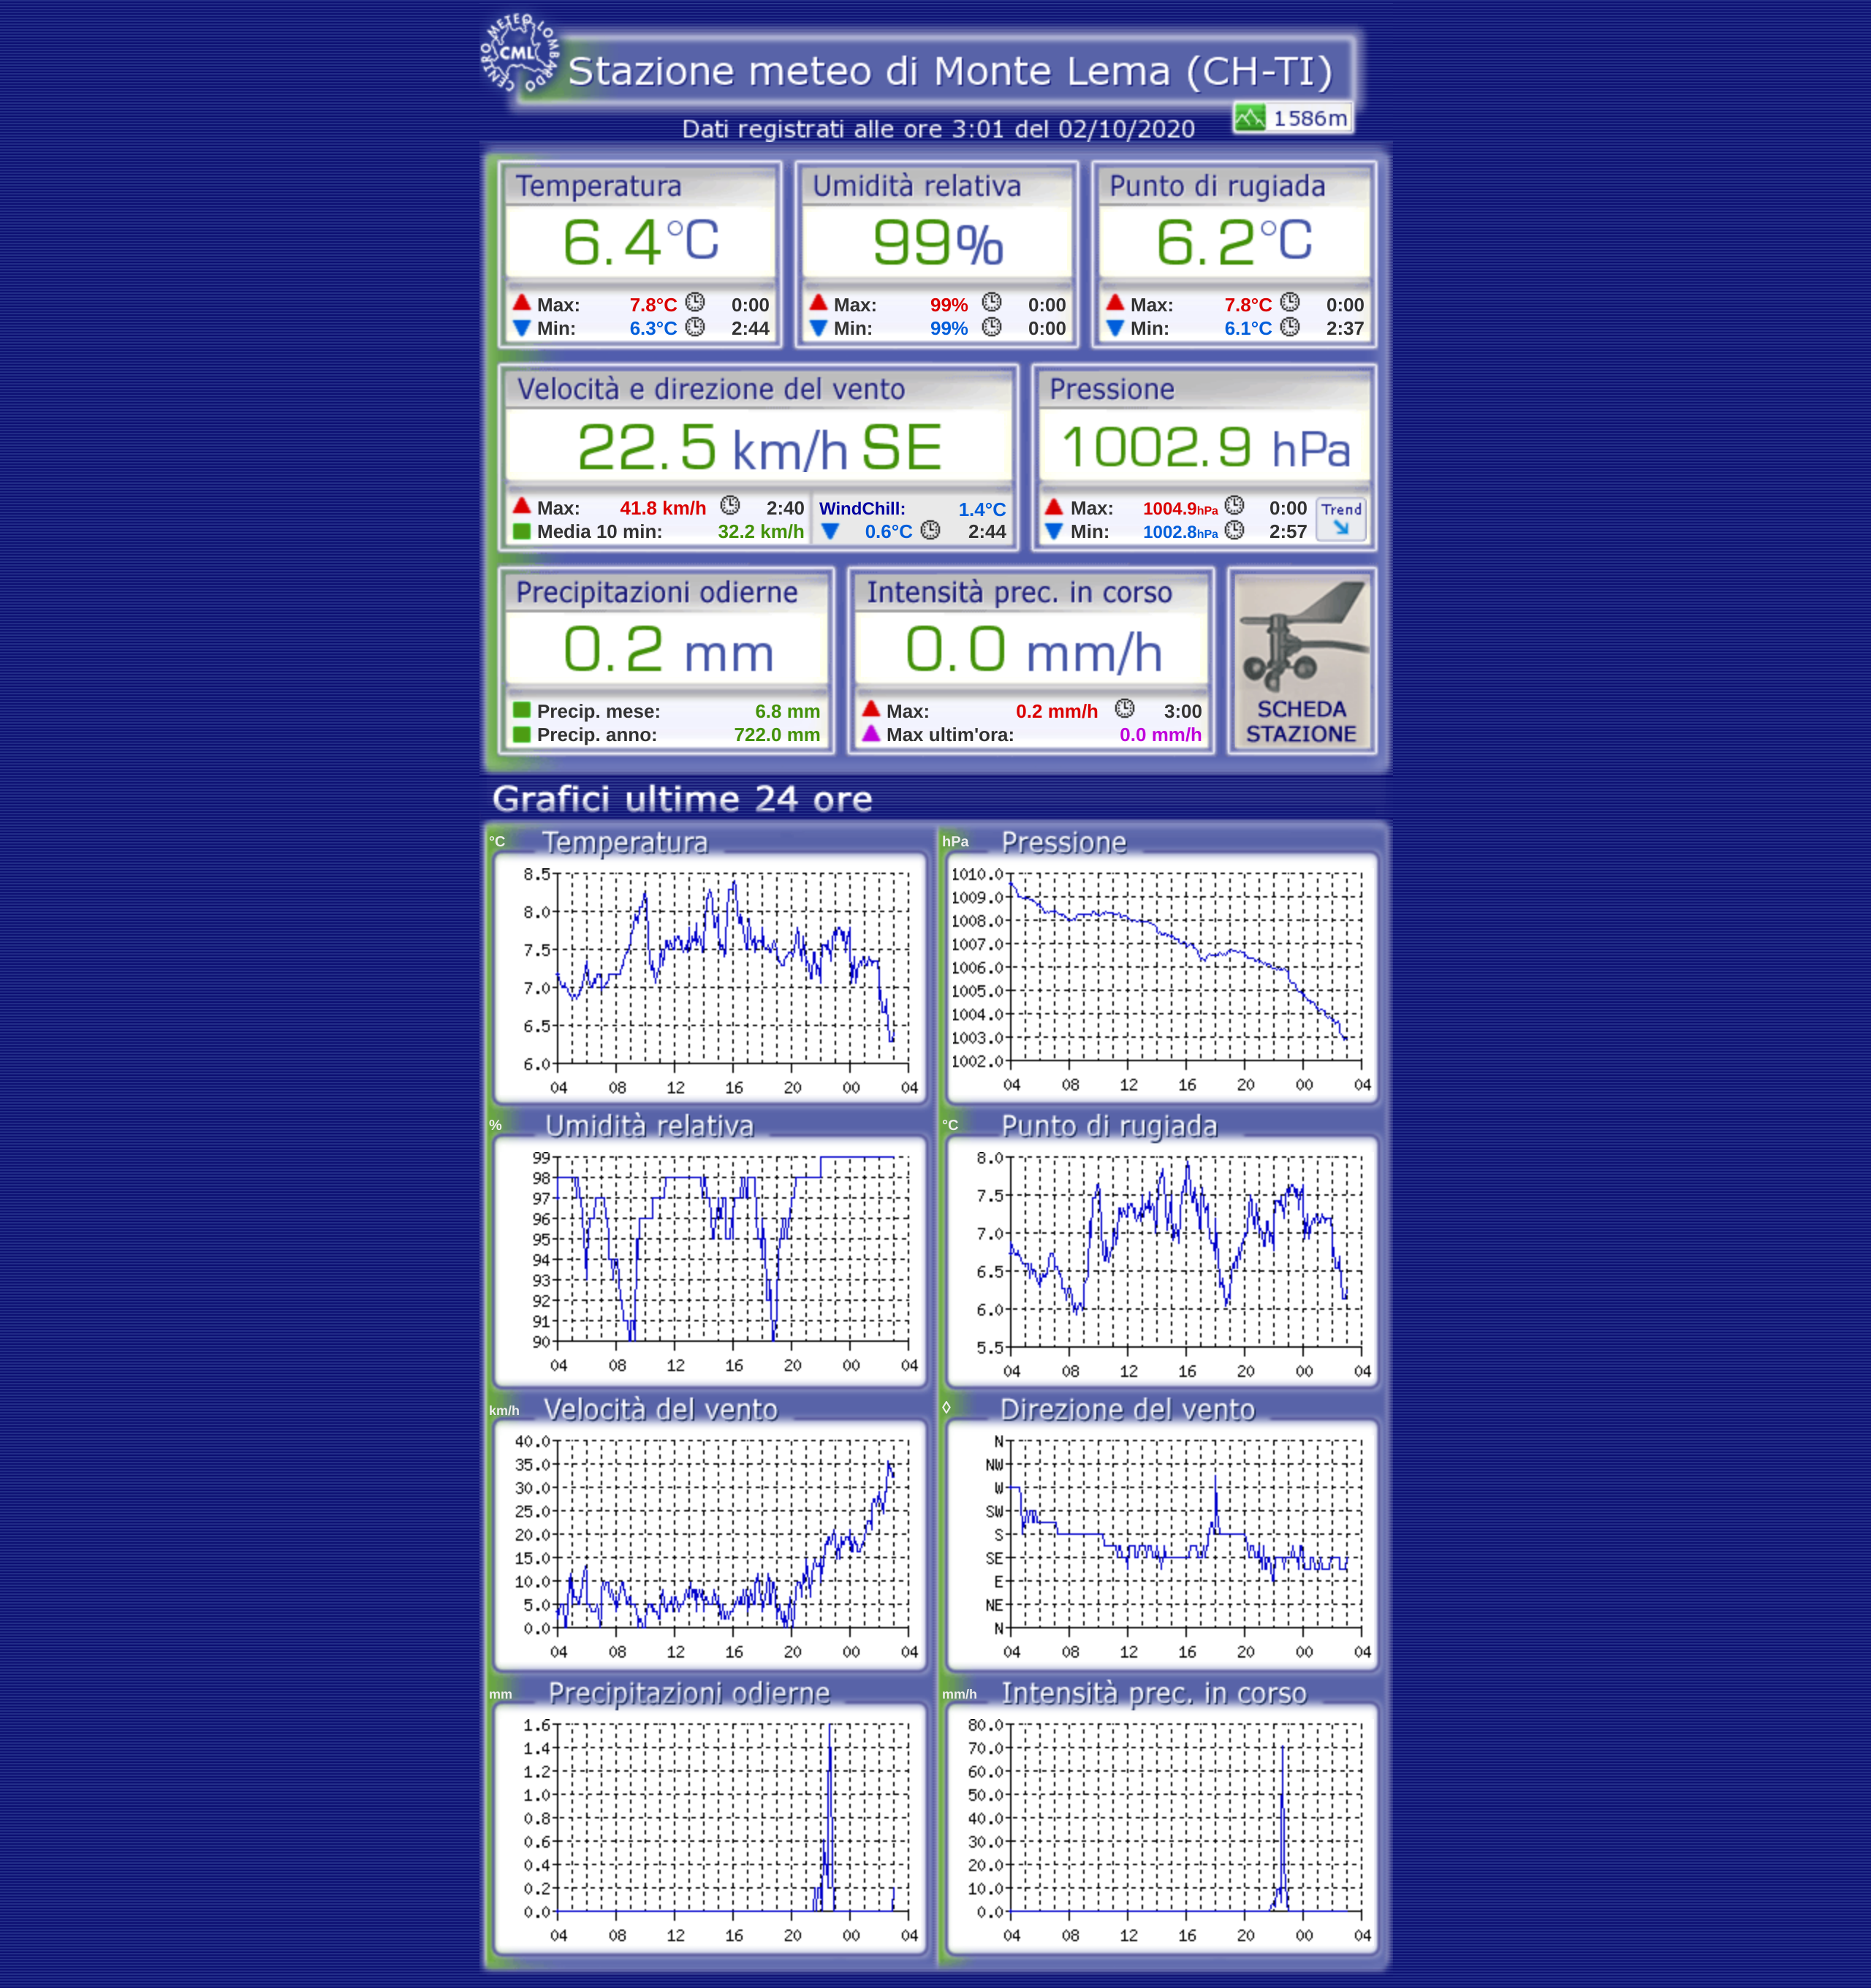 CENTRO METEO LOMBARDO
CML
Stazione meteo di Monte Lema (CH-TI)
1586m
Dati registrati alle ore 3:01 del 02/10/2020
Temperatura Umidità relativa Punto di rugiada
6.4°C 99% 6.2°C
Max: 7.8°C 0:00 Max: 99% 0:00 Max: 7.8°C 0:00
Min: 6.3°C 2:44 Min: 99% 0:00 Min: 6.1°C 2:37
Velocità e direzione del vento Pressione
22.5 km/h SE 1002.9 hPa
Max: 41.8 km/h 2:40 WindChill: 1.4°C Max: 1004.9hPa 0:00 Trend
Media 10 min: 32.2 km/h 0.6°C 2:44 Min: 1002.8hPa 2:57
Precipitazioni odierne Intensità prec. in corso
0.2 mm 0.0 mm/h
Precip. mese: 6.8 mm Max: 0.2 mm/h 3:00 SCHEDA
Precip. anno: 722.0 mm Max ultim'ora: 0.0 mm/h STAZIONE
Grafici ultime 24 ore
°C Temperatura
8.5
8.0
7.5
7.0
6.5
6.0
04 08 12 16 20 00 04
hPa Pressione
1010.0
1009.0
1008.0
1007.0
1006.0
1005.0
1004.0
1003.0
1002.0
04 08 12 16 20 00 04
% Umidità relativa
99
98
97
96
95
94
93
92
91
90
04 08 12 16 20 00 04
°C Punto di rugiada
8.0
7.5
7.0
6.5
6.0
5.5
04 08 12 16 20 00 04
km/h Velocità del vento
40.0
35.0
30.0
25.0
20.0
15.0
10.0
5.0
0.0
04 08 12 16 20 00 04
◊ Direzione del vento
N
NW
W
SW
S
SE
E
NE
N
04 08 12 16 20 00 04
mm Precipitazioni odierne
1.6
1.4
1.2
1.0
0.8
0.6
0.4
0.2
0.0
04 08 12 16 20 00 04
mm/h Intensità prec. in corso
80.0
70.0
60.0
50.0
40.0
30.0
20.0
10.0
0.0
04 08 12 16 20 00 04